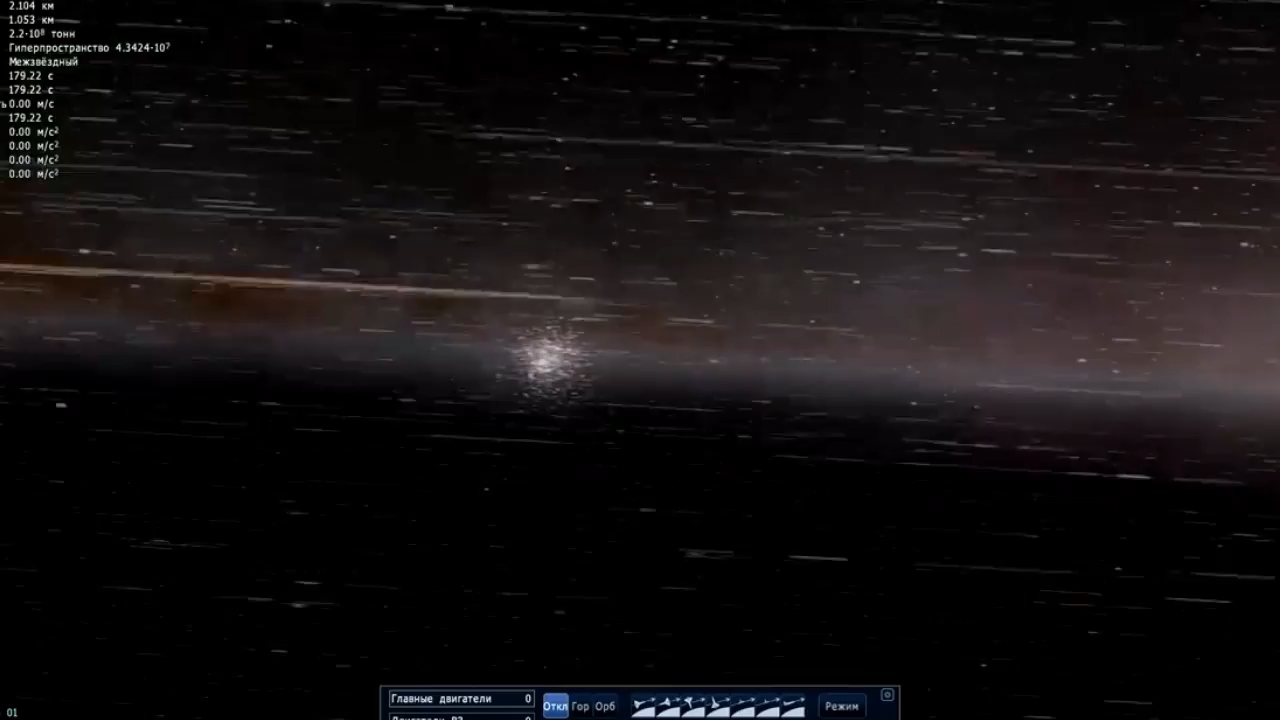 2.104 км
1.053 км
2.2·10⁸ тонн
Гиперпространство 4.3424·10⁷
Межзвёздный
179.22 с
179.22 с
0.00 м/с
179.22 с
0.00 м/с²
0.00 м/с²
0.00 м/с²
0.00 м/с²
01
Главные двигатели 0
Откл Гор Орб
Режим